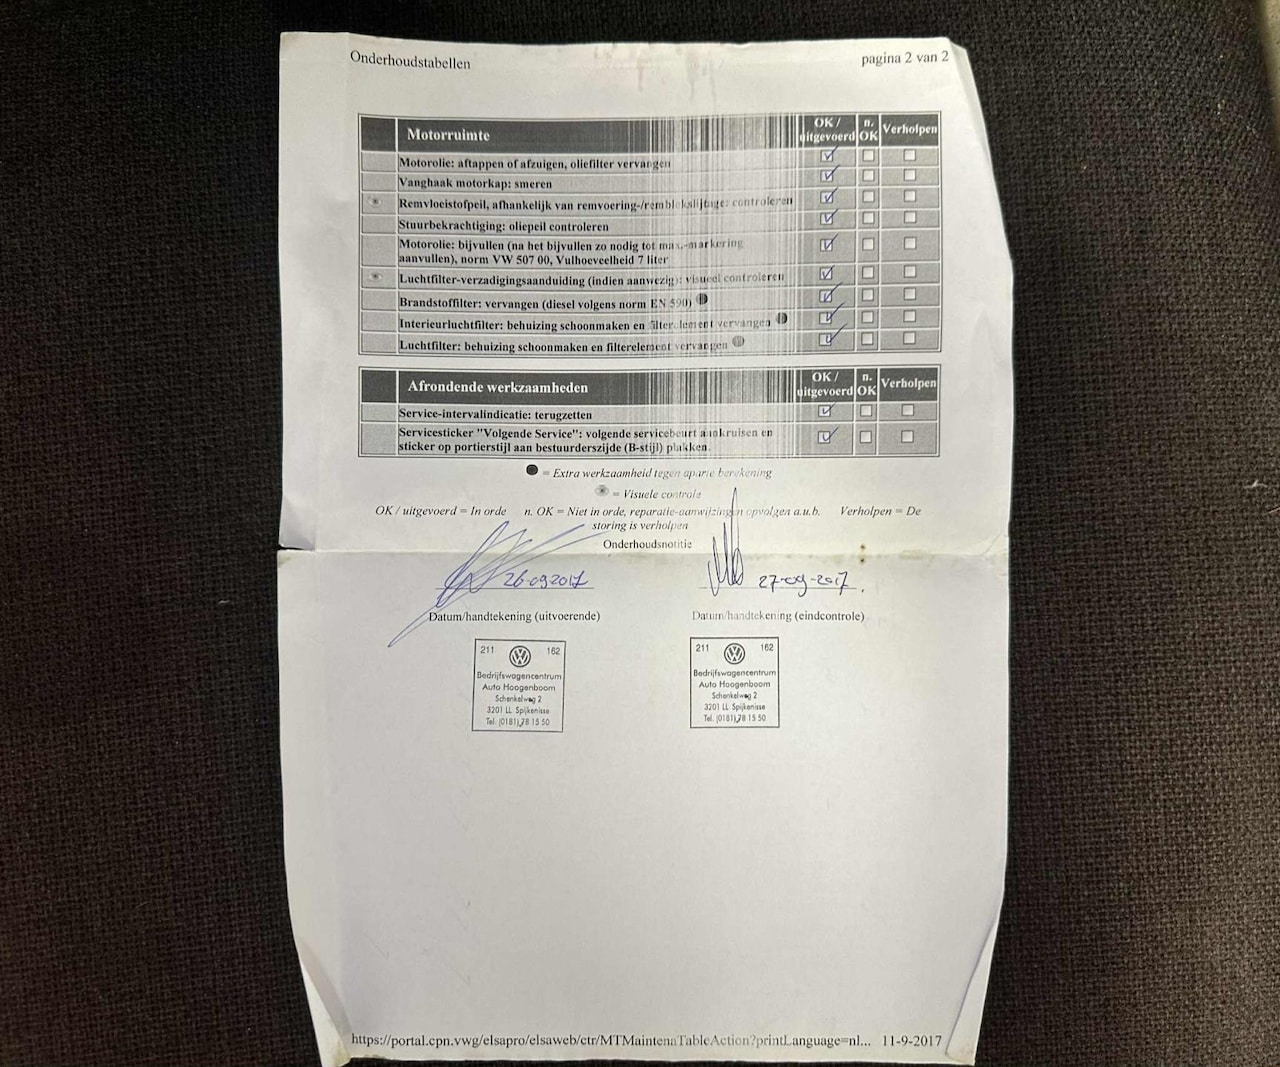 Onderhoudstabellen pagina 2 van 2
Motorruimte OK / uitgevoerd n. OK Verholpen
Motorolie: aftappen of afzuigen, oliefilter vervangen
Vanghaak motorkap: smeren
Remvloeistofpeil, afhankelijk van remvoering-/remblokslijtage: controleren
Stuurbekrachtiging: oliepeil controleren
Motorolie: bijvullen (na het bijvullen zo nodig tot max.-markering
aanvullen), norm VW 507 00, Vulhoeveelheid 7 liter
Luchtfilter-verzadigingsaanduiding (indien aanwezig): visueel controleren
Brandstoffilter: vervangen (diesel volgens norm EN 590)
Interieurluchtfilter: behuizing schoonmaken en filterelement vervangen
Luchtfilter: behuizing schoonmaken en filterelement vervangen
Afrondende werkzaamheden OK / uitgevoerd n. OK Verholpen
Service-intervalindicatie: terugzetten
Servicesticker "Volgende Service": volgende servicebeurt aankruisen en
sticker op portierstijl aan bestuurderszijde (B-stijl) plakken.
= Extra werkzaamheid tegen aparte berekening
= Visuele controle
OK / uitgevoerd = In orde n. OK = Niet in orde, reparatie-aanwijzingen opvolgen a.u.b. Verholpen = De
storing is verholpen
Onderhoudsnotitie
26-09-2017 27-09-2017
Datum/handtekening (uitvoerende) Datum/handtekening (eindcontrole)
211 162
Bedrijfswagencentrum
Auto Hoogenboom
Schenkelweg 2
3201 LL Spijkenisse
Tel. (0181) 78 15 50
211 162
Bedrijfswagencentrum
Auto Hoogenboom
Schenkelweg 2
3201 LL Spijkenisse
Tel. (0181) 78 15 50
https://portal.cpn.vwg/elsapro/elsaweb/ctr/MTMaintenaTableAction?printLanguage=nl... 11-9-2017